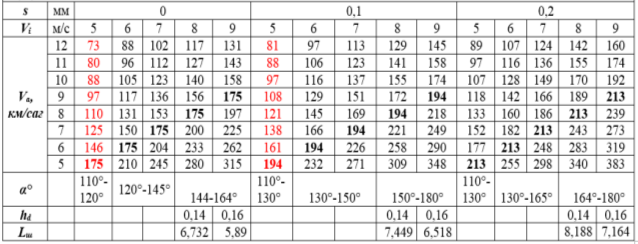 s мм 0 0,1 0,2
Vi м/с 5 6 7 8 9 5 6 7 8 9 5 6 7 8 9
12 73 88 102 117 131 81 97 113 129 145 89 107 124 142 160
11 80 96 112 127 143 88 106 123 141 158 97 116 136 155 174
10 88 105 123 140 158 97 116 137 155 174 107 128 149 170 192
Vа, км/саг 9 97 117 136 156 175 108 129 151 172 194 118 142 166 189 213
8 110 131 153 175 197 121 145 169 194 218 133 160 186 213 239
7 125 150 175 200 225 138 166 194 221 249 152 182 213 243 273
6 146 175 204 233 262 161 194 226 258 290 177 213 248 283 319
5 175 210 245 280 315 194 232 271 309 348 213 255 298 340 383
α° 110°-120° 120°-145° 144-164° 110°-130° 130°-150° 150°-180° 110°-130° 130°-165° 164°-180°
hd 0,14 0,16 0,14 0,16 0,14 0,16
Lш 6,732 5,89 7,449 6,518 8,188 7,164